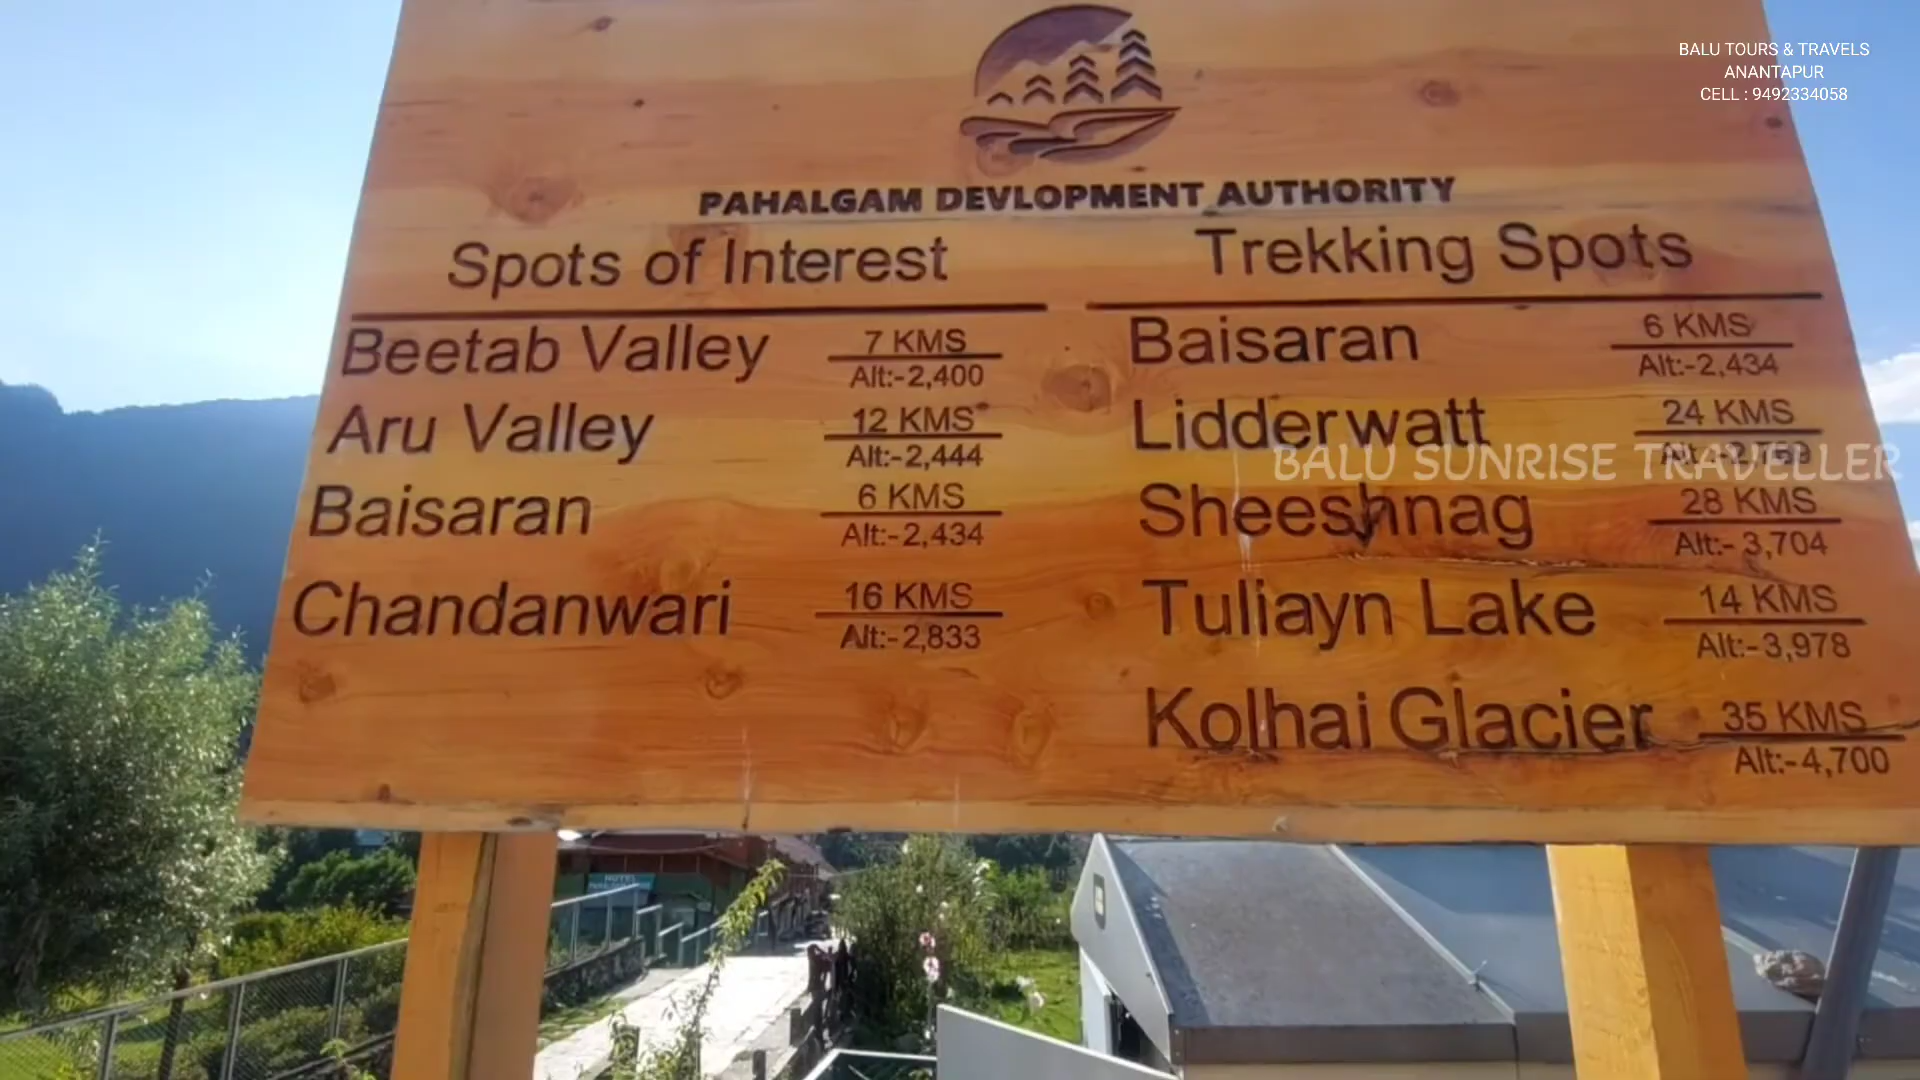 BALU TOURS & TRAVELS
ANANTAPUR
CELL : 9492334058
PAHALGAM DEVLOPMENT AUTHORITY
Spots of Interest
Beetab Valley 7 KMS
Alt:-2,400
Aru Valley 12 KMS
Alt:-2,444
Baisaran 6 KMS
Alt:-2,434
Chandanwari 16 KMS
Alt:-2,833
Trekking Spots
Baisaran 6 KMS
Alt:-2,434
Lidderwatt 24 KMS
Alt:-
BALU SUNRISE TRAVELLER
Sheeshnag 28 KMS
Alt:- 3,704
Tuliayn Lake 14 KMS
Alt:-3,978
Kolhai Glacier 35 KMS
Alt:-4,700
HOTEL